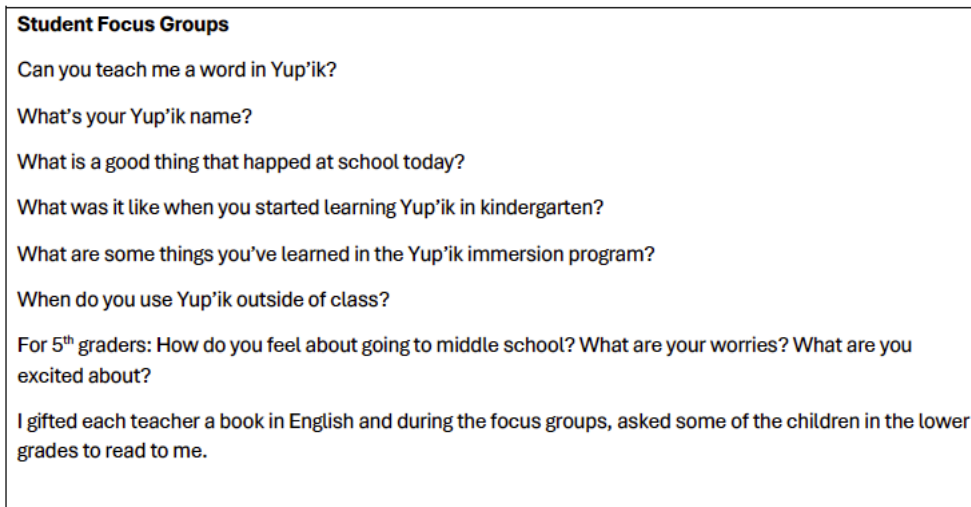 Student Focus Groups
Can you teach me a word in Yup’ik?
What’s your Yup’ik name?
What is a good thing that happed at school today?
What was it like when you started learning Yup’ik in kindergarten?
What are some things you’ve learned in the Yup’ik immersion program?
When do you use Yup’ik outside of class?
For 5th graders: How do you feel about going to middle school? What are your worries? What are you
excited about?
I gifted each teacher a book in English and during the focus groups, asked some of the children in the lower
grades to read to me.